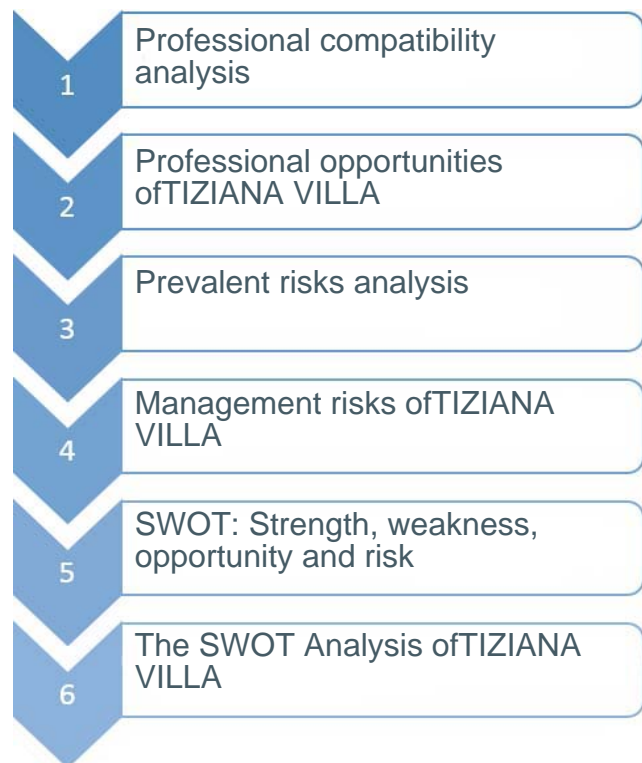 1
Professional compatibility
analysis
2
Professional opportunities
ofTIZIANA VILLA
3
Prevalent risks analysis
4
Management risks ofTIZIANA
VILLA
5
SWOT: Strength, weakness,
opportunity and risk
6
The SWOT Analysis ofTIZIANA
VILLA